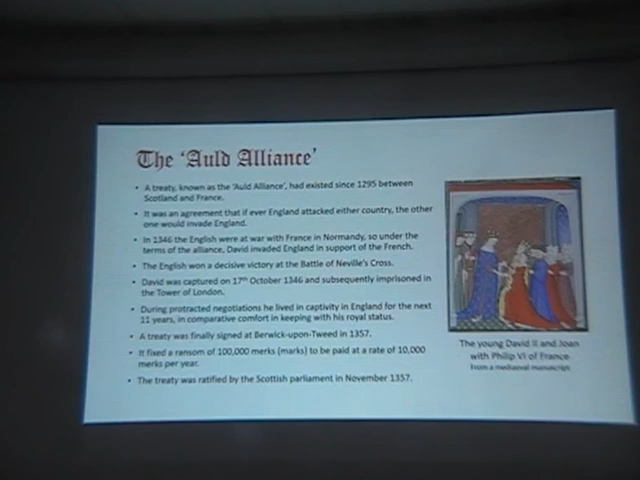 The 'Auld Alliance'
• A treaty, known as the 'Auld Alliance', had existed since 1295 between
Scotland and France.
• It was an agreement that if ever England attacked either country, the other
one would invade England.
• In 1346 the English were at war with France in Normandy, so under the
terms of the alliance, David invaded England in support of the French.
• The English won a decisive victory at the Battle of Neville's Cross.
• David was captured on 17th October 1346 and subsequently imprisoned in
the Tower of London.
• During protracted negotiations he lived in captivity in England for the next
11 years, in comparative comfort in keeping with his royal status.
• A treaty was finally signed at Berwick-upon-Tweed in 1357.
• It fixed a ransom of 100,000 merks (marks) to be paid at a rate of 10,000
merks per year.
• The treaty was ratified by the Scottish parliament in November 1357.
The young David II and Joan
with Philip VI of France
From a mediaeval manuscript